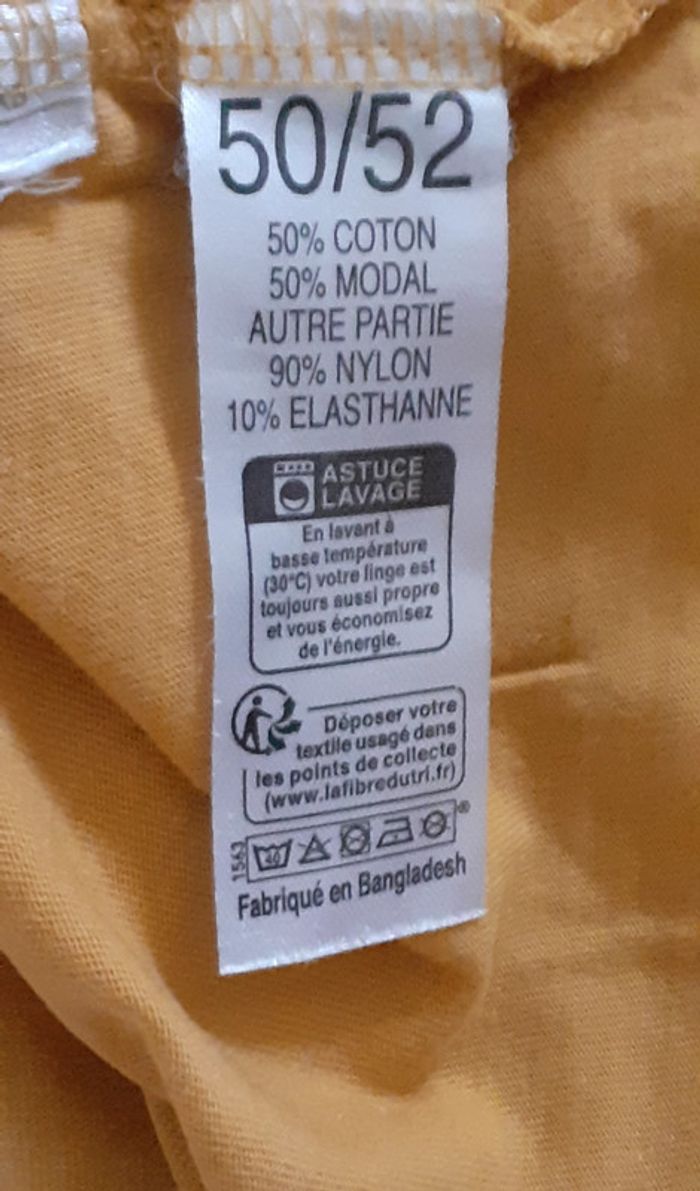 50/52
50% COTON
50% MODAL
AUTRE PARTIE
90% NYLON
10% ELASTHANNE
ASTUCE
LAVAGE
En lavant à
basse température
(30°C) votre linge est
toujours aussi propre
et vous économisez
de l'énergie.
Déposer votre
textile usagé dans
les points de collecte
(www.lafibredutri.fr)
1563
40
®
Fabriqué en Bangladesh